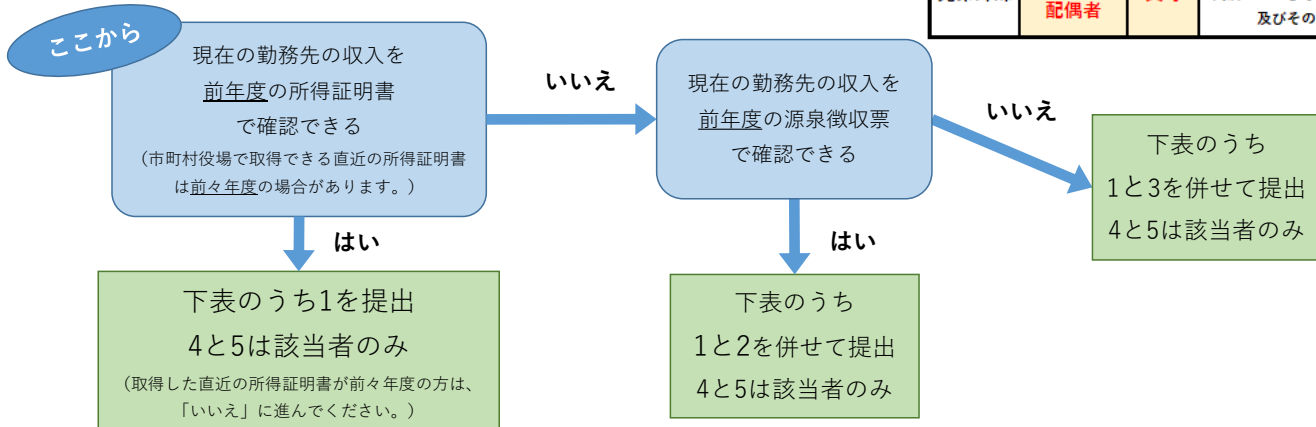 配偶者
及びその
ここから
現在の勤務先の収入を
前年度の所得証明書
で確認できる
(市町村役場で取得できる直近の所得証明書
は前々年度の場合があります。)
いいえ
現在の勤務先の収入を
前年度の源泉徴収票
で確認できる
いいえ
下表のうち
1と3を併せて提出
4と5は該当者のみ
はい
下表のうち1を提出
4と5は該当者のみ
(取得した直近の所得証明書が前々年度の方は、
「いいえ」に進んでください。)
はい
下表のうち
1と2を併せて提出
4と5は該当者のみ